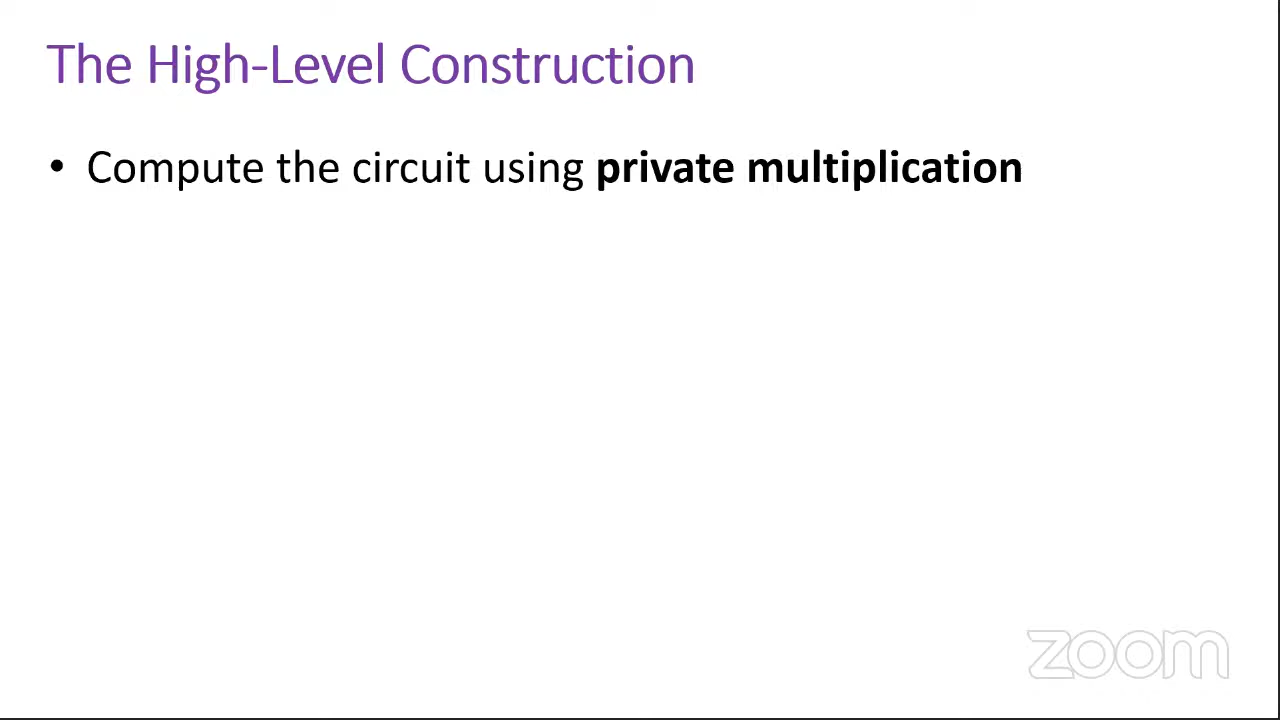 The High-Level Construction
• Compute the circuit using private multiplication
zoom